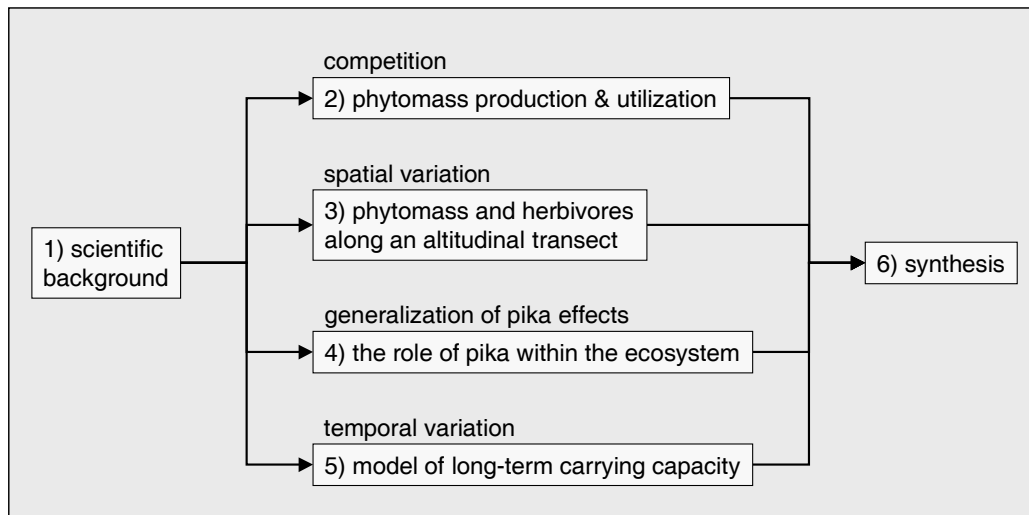 competition
2) phytomass production & utilization
spatial variation
3) phytomass and herbivores
along an altitudinal transect
1) scientific
background
6) synthesis
generalization of pika effects
4) the role of pika within the ecosystem
temporal variation
5) model of long-term carrying capacity